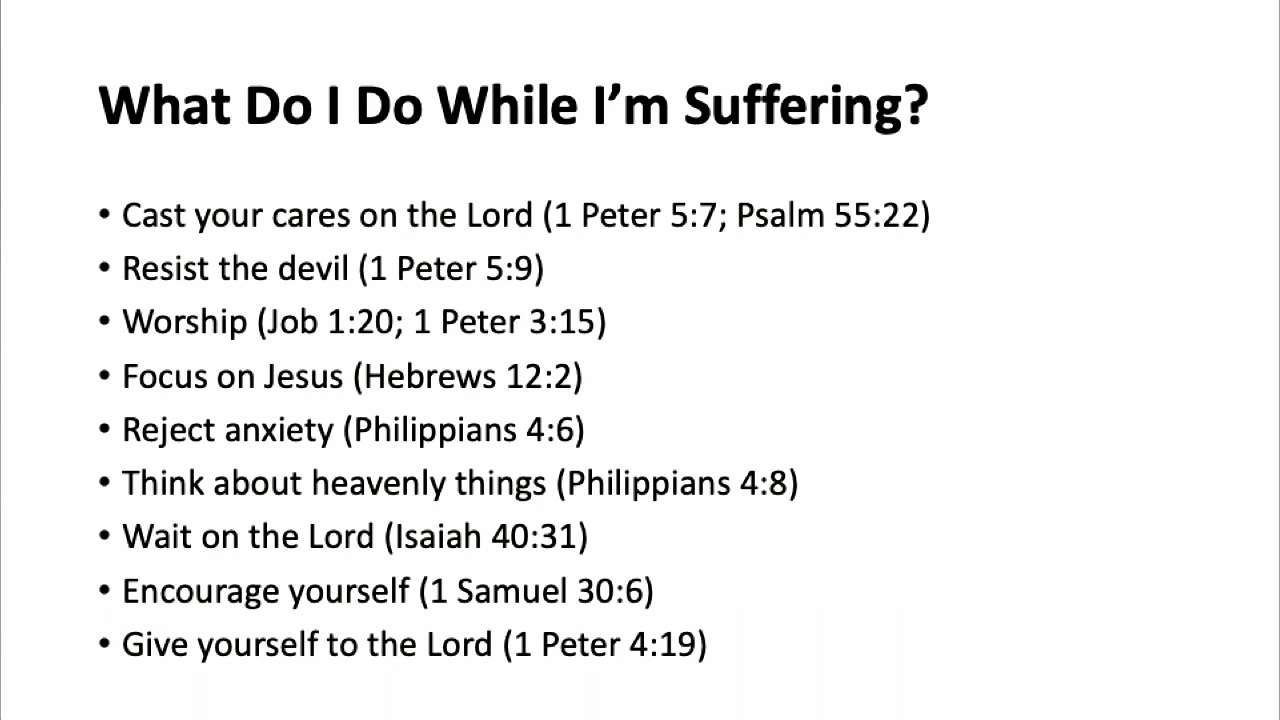 What Do I Do While I’m Suffering?
• Cast your cares on the Lord (1 Peter 5:7; Psalm 55:22)
• Resist the devil (1 Peter 5:9)
• Worship (Job 1:20; 1 Peter 3:15)
• Focus on Jesus (Hebrews 12:2)
• Reject anxiety (Philippians 4:6)
• Think about heavenly things (Philippians 4:8)
• Wait on the Lord (Isaiah 40:31)
• Encourage yourself (1 Samuel 30:6)
• Give yourself to the Lord (1 Peter 4:19)